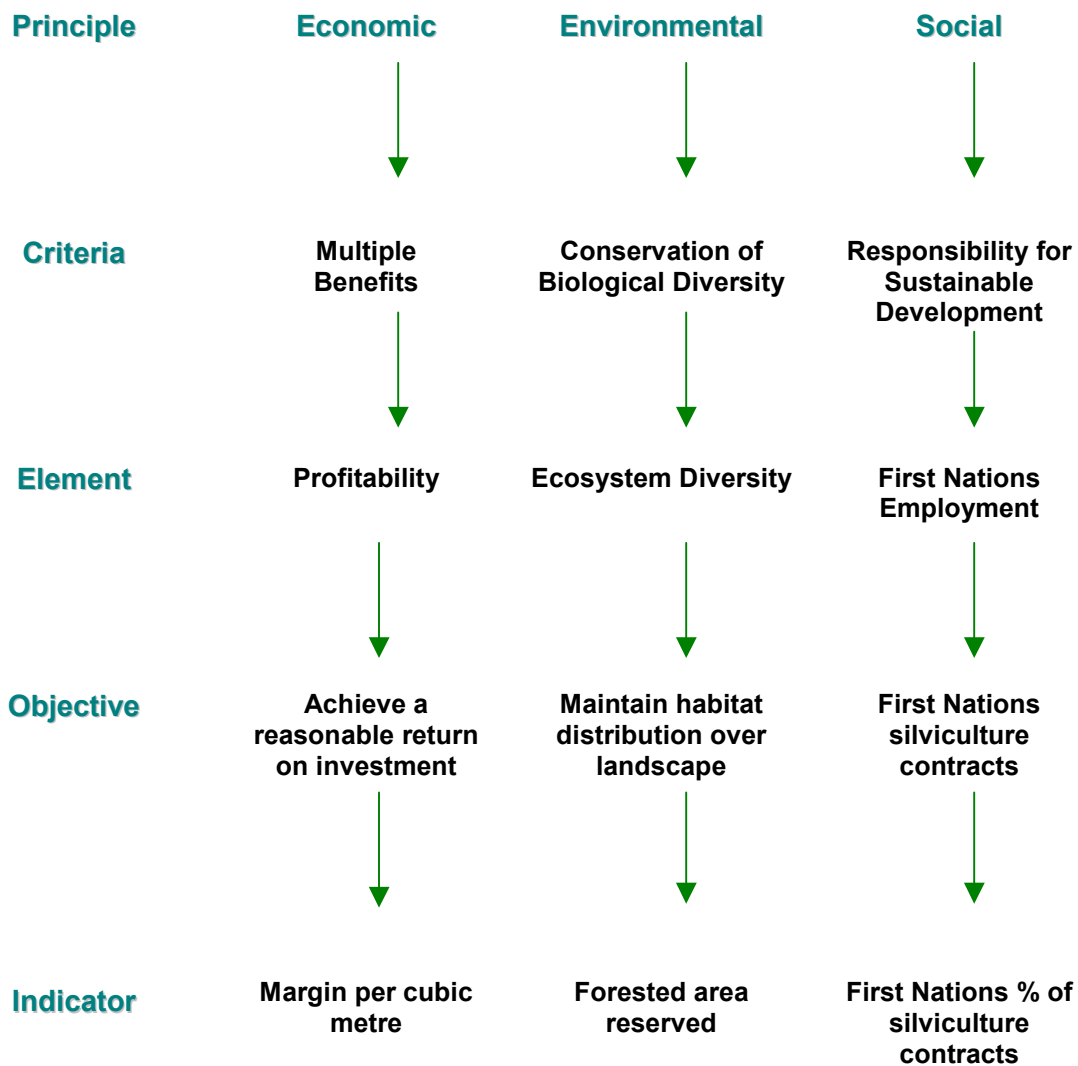 Principle Economic Environmental Social
Criteria
Multiple
Benefits
Conservation of
Biological Diversity
Responsibility for
Sustainable
Development
Element
Profitability
Ecosystem Diversity
First Nations
Employment
Objective
Achieve a
reasonable return
on investment
Maintain habitat
distribution over
landscape
First Nations
silviculture
contracts
Indicator
Margin per cubic
metre
Forested area
reserved
First Nations % of
silviculture
contracts